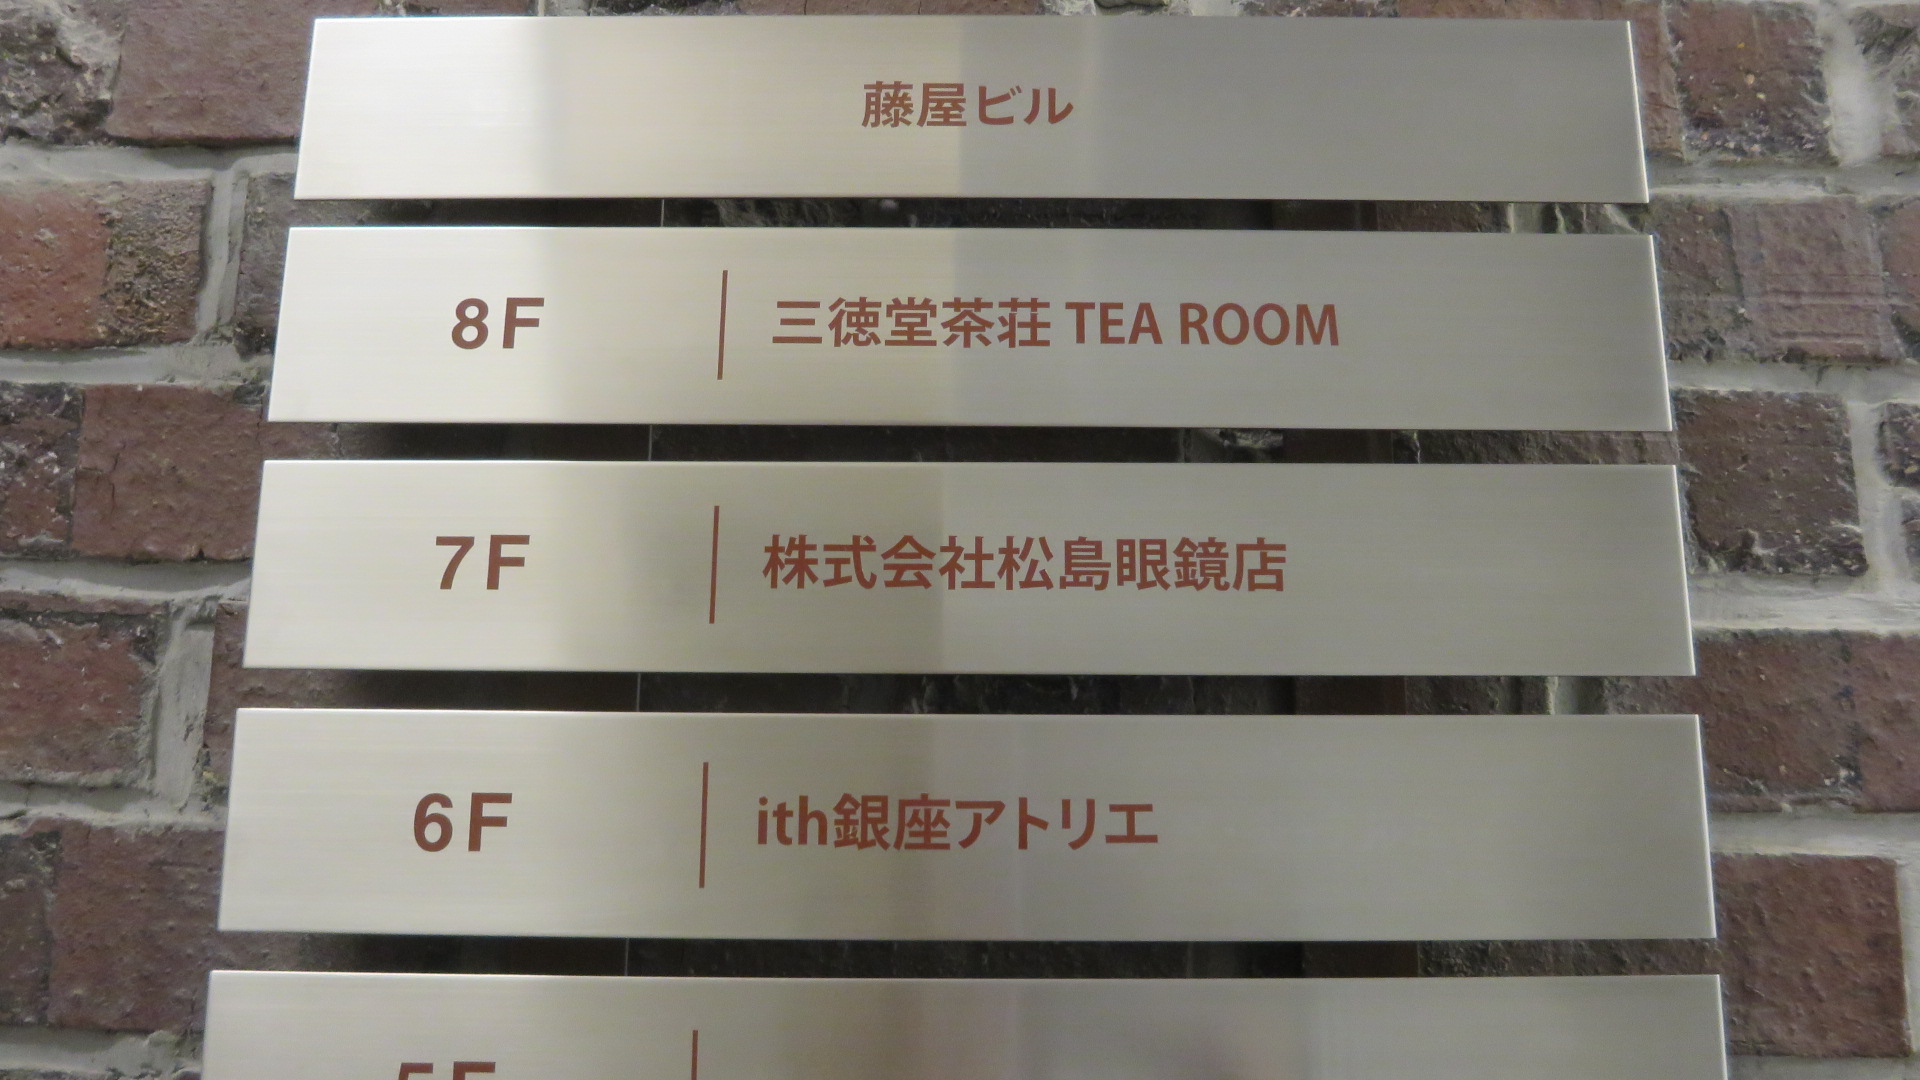 藤屋ビル
8F 三徳堂茶荘 TEA ROOM
7F 株式会社松島眼鏡店
6F ith銀座アトリエ
5F